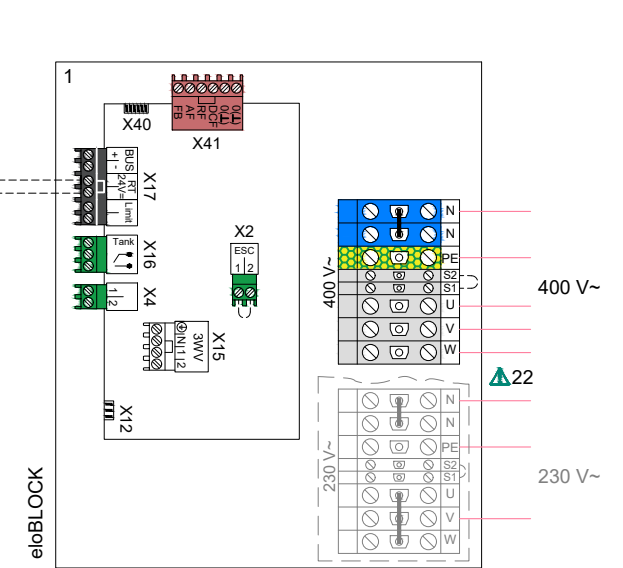 1
X40
FB
AF
RF
DCF
0(⊥)
0(⊥)
X41
+
-
BUS
RT
24V=
Limit
X17
Tank
X16
1
2
X4
X2
ESC
1 2
⊕ N 1 2
3WV
X15
X12
eloBLOCK
400 V~
N
N
PE
S2
S1
U
V
W
400 V~
22
230 V~
N
N
PE
S2
S1
U
V
W
230 V~